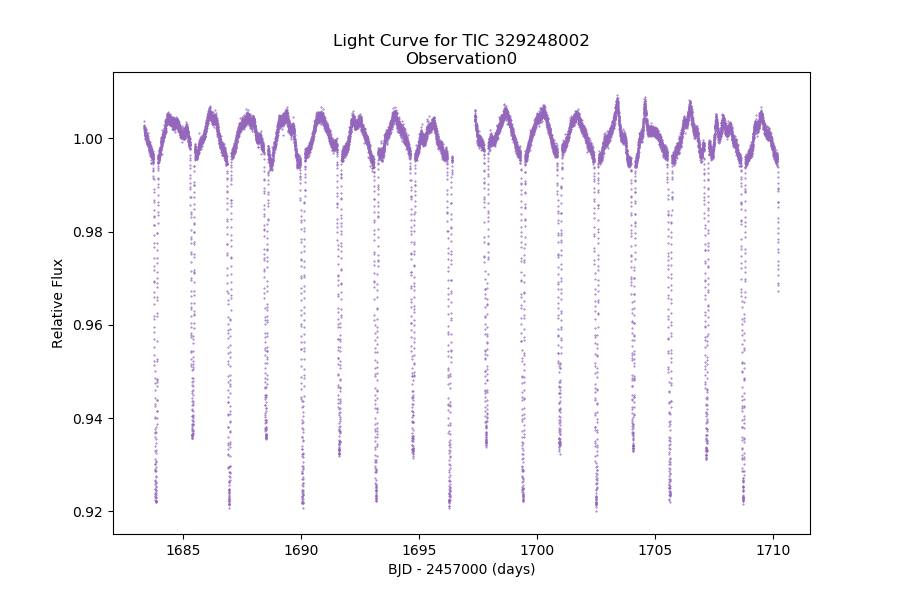 Light Curve for TIC 329248002
Observation0
1.00
0.98
0.96
0.94
0.92
Relative Flux
1685 1690 1695 1700 1705 1710
BJD - 2457000 (days)